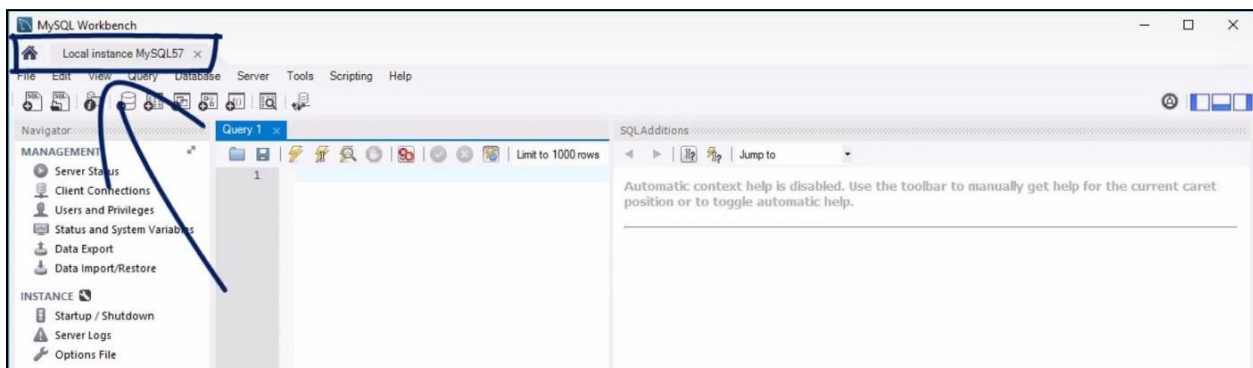 MySQL Workbench
Local instance MySQL57
File Edit View Query Database Server Tools Scripting Help
Navigator
Query 1
SQLAdditions
MANAGEMENT
Limit to 1000 rows
Jump to
Server Status
1
Client Connections
Automatic context help is disabled. Use the toolbar to manually get help for the current caret
position or to toggle automatic help.
Users and Privileges
Status and System Variables
Data Export
Data Import/Restore
INSTANCE
Startup / Shutdown
Server Logs
Options File